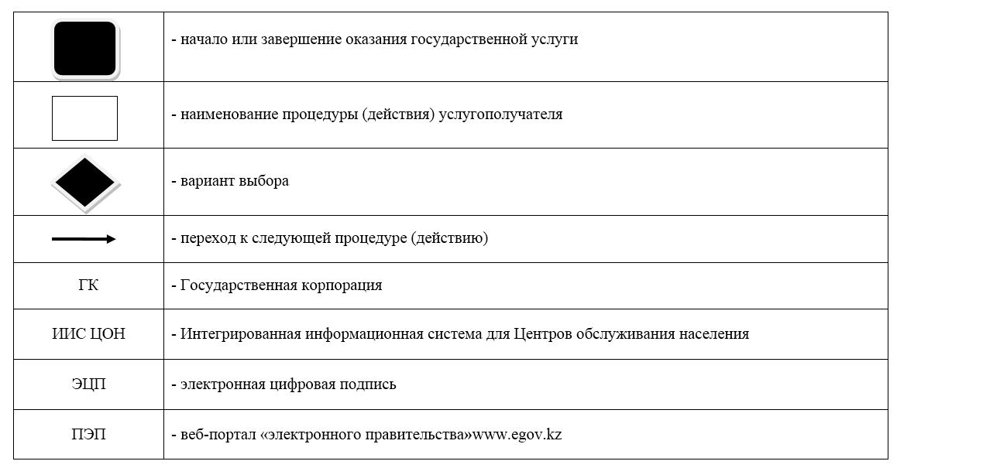 - начало или завершение оказания государственной услуги
- наименование процедуры (действия) услугополучателя
- вариант выбора
- переход к следующей процедуре (действию)
ГК - Государственная корпорация
ИИС ЦОН - Интегрированная информационная система для Центров обслуживания населения
ЭЦП - электронная цифровая подпись
ПЭП - веб-портал «электронного правительства»www.egov.kz